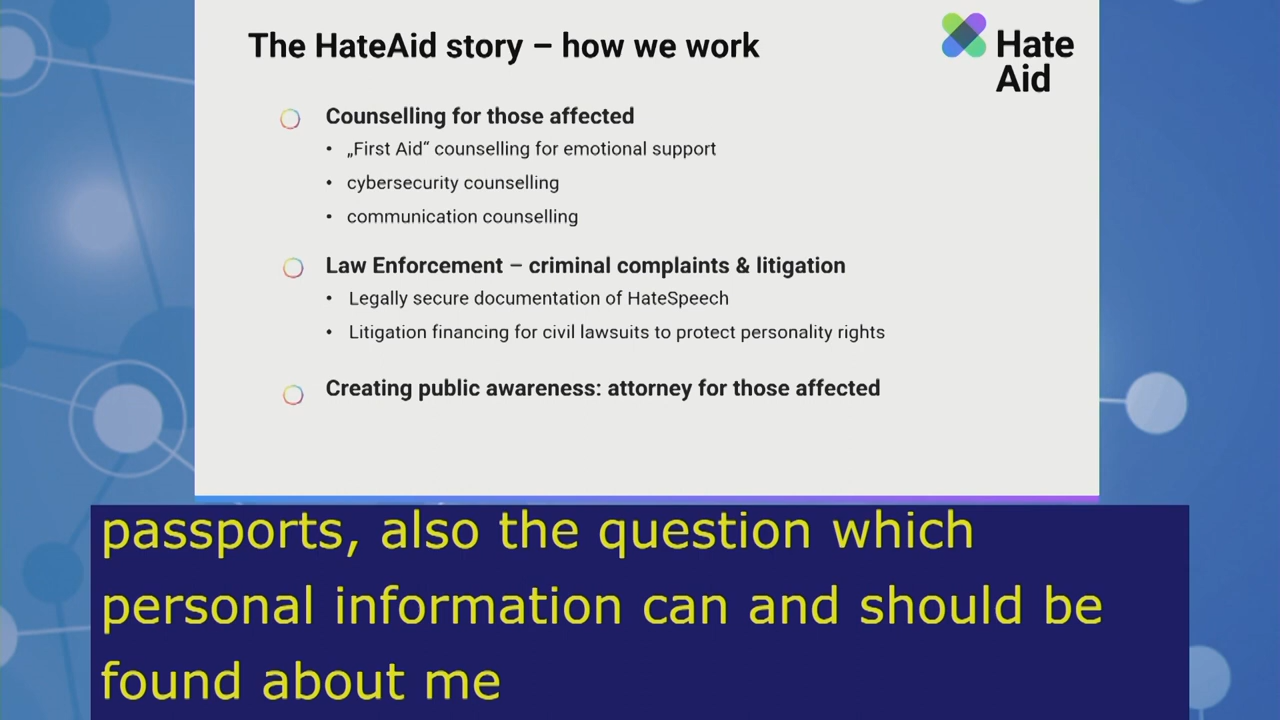 The HateAid story – how we work
Hate
Aid
Counselling for those affected
• „First Aid“ counselling for emotional support
• cybersecurity counselling
• communication counselling
Law Enforcement – criminal complaints & litigation
• Legally secure documentation of HateSpeech
• Litigation financing for civil lawsuits to protect personality rights
Creating public awareness: attorney for those affected
passports, also the question which
personal information can and should be
found about me